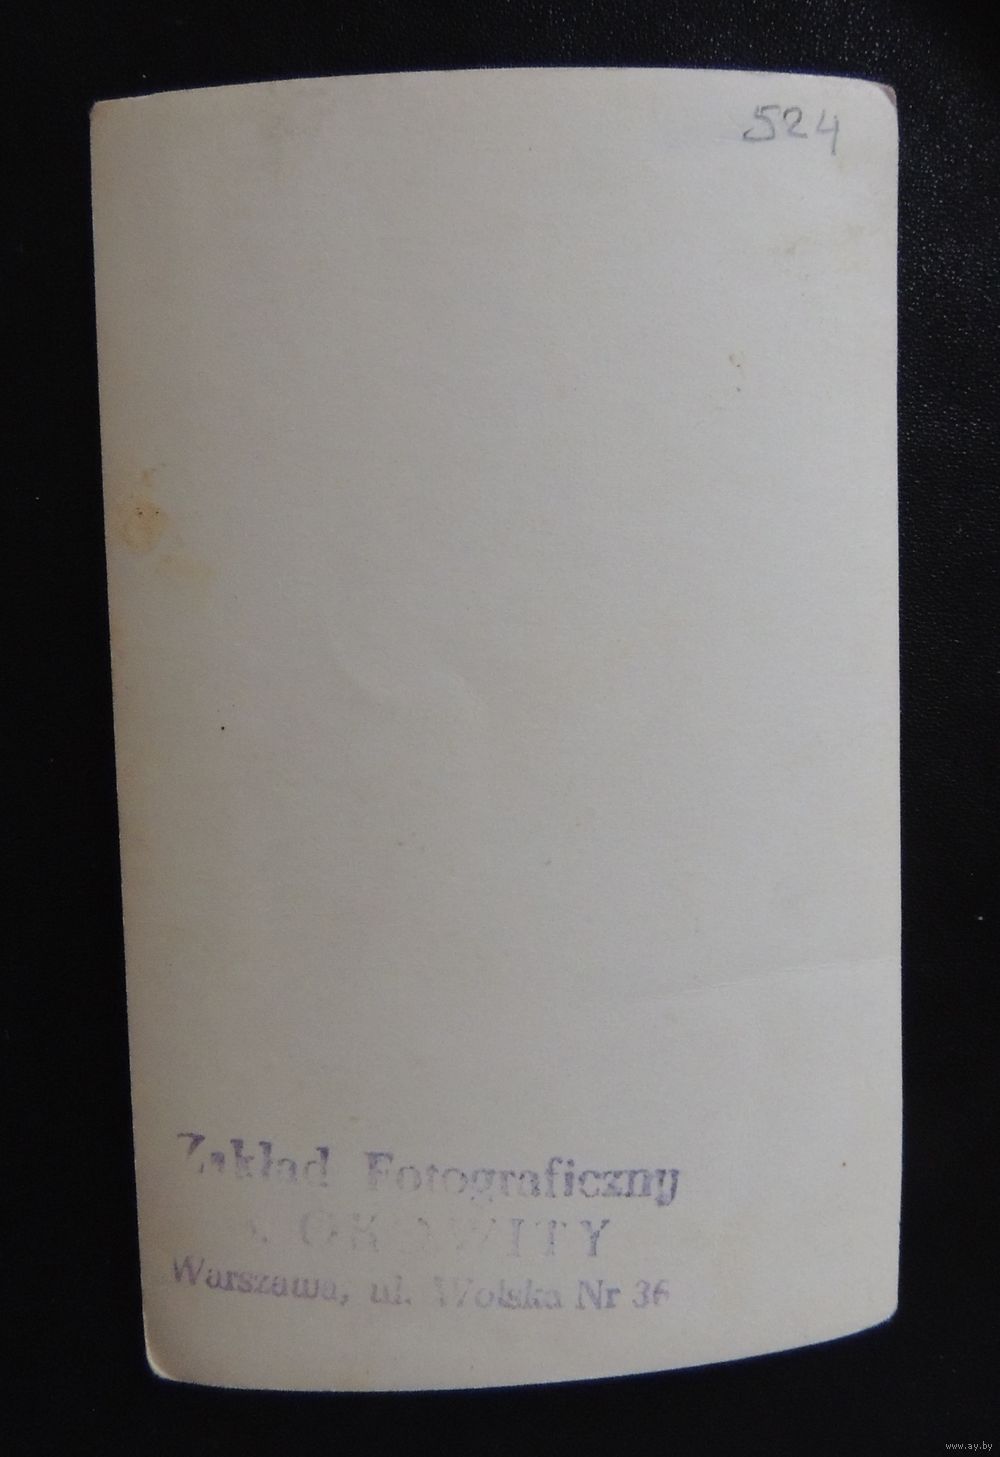 524
Zakład Fotograficzny
Warszawa, ul. Wolska Nr 36
www.ay.by